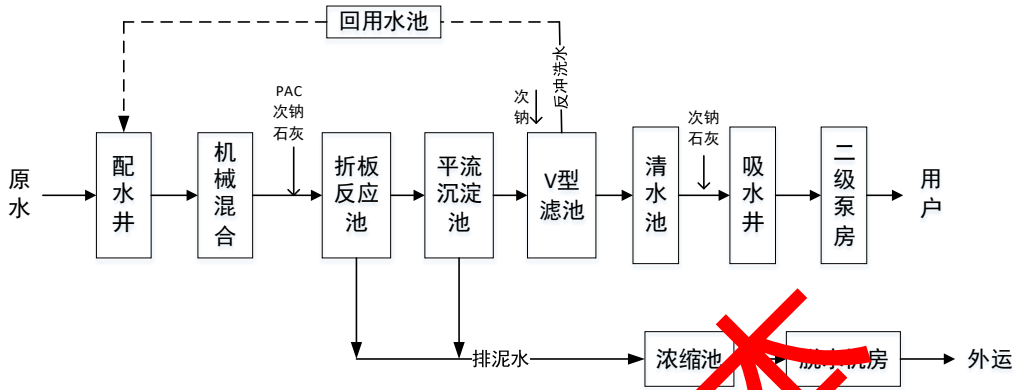 回用水池
反冲洗水
PAC
次钠
石灰
次
钠
次钠
石灰
原
水
配
水
井
机
械
混
合
折板
反应
池
平流
沉淀
池
V型
滤池
清
水
池
吸
水
井
二
级
泵
房
用
户
排泥水
浓缩池
机房
外运